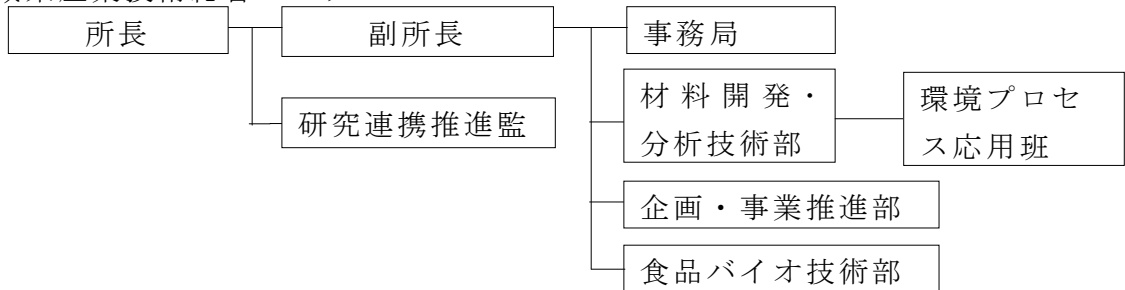 所長
副所長
事務局
研究連携推進監
材料開発・
分析技術部
環境プロセ
ス応用班
企画・事業推進部
食品バイオ技術部